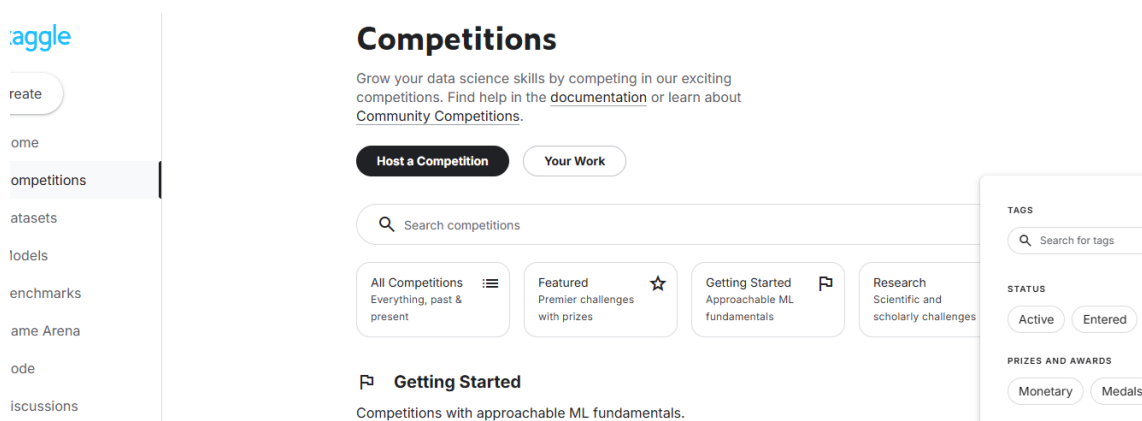 aggle
reate
ome
ompetitions
atasets
odels
enchmarks
ame Arena
ode
iscussions
Competitions
Grow your data science skills by competing in our exciting
competitions. Find help in the documentation or learn about
Community Competitions.
Host a Competition
Your Work
Search competitions
All Competitions
Everything, past &
present
Featured
Premier challenges
with prizes
Getting Started
Approachable ML
fundamentals
Research
Scientific and
scholarly challenges
Getting Started
Competitions with approachable ML fundamentals.
TAGS
Search for tags
STATUS
Active
Entered
PRIZES AND AWARDS
Monetary
Medals